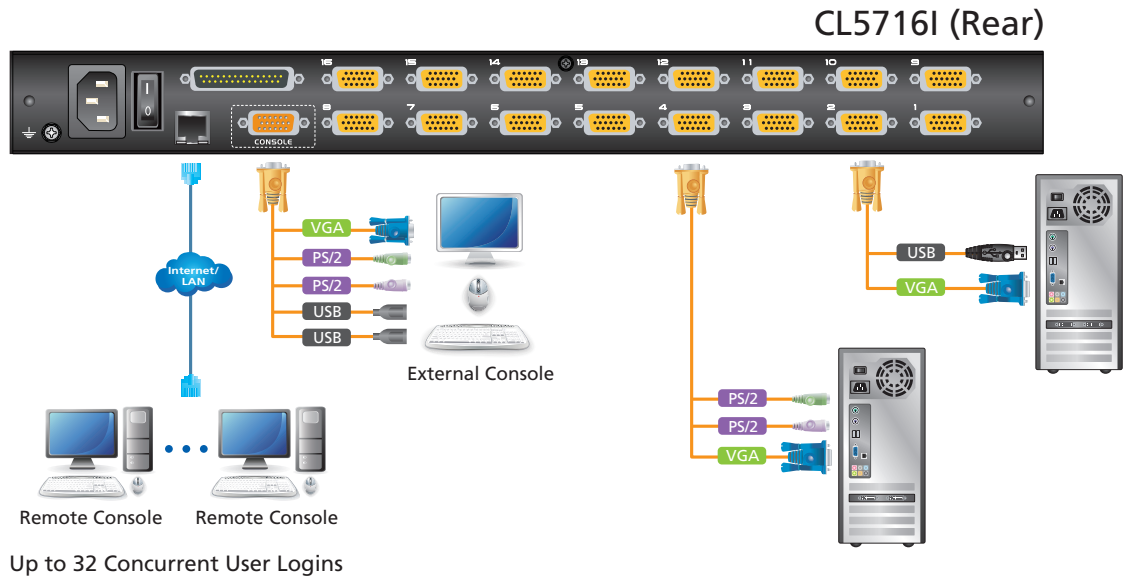 CL5716I (Rear)
16 15 14 13 12 11 10 9
I
O
8 7 6 5 4 3 2 1
CONSOLE
VGA
PS/2
PS/2
USB
USB
Internet/
LAN
External Console
USB
VGA
PS/2
PS/2
VGA
Remote Console Remote Console
Up to 32 Concurrent User Logins